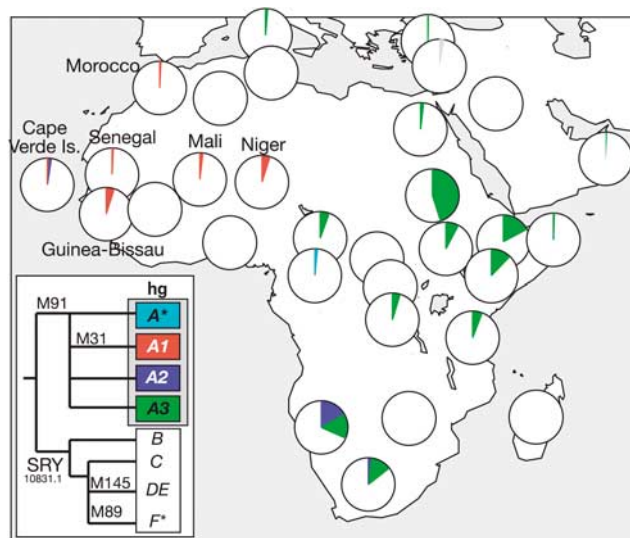 Morocco
Cape
Verde Is.
Senegal
Mali
Niger
Guinea-Bissau
hg
M91
A*
M31
A1
A2
A3
B
SRY
10831.1
C
M145
DE
M89
F*